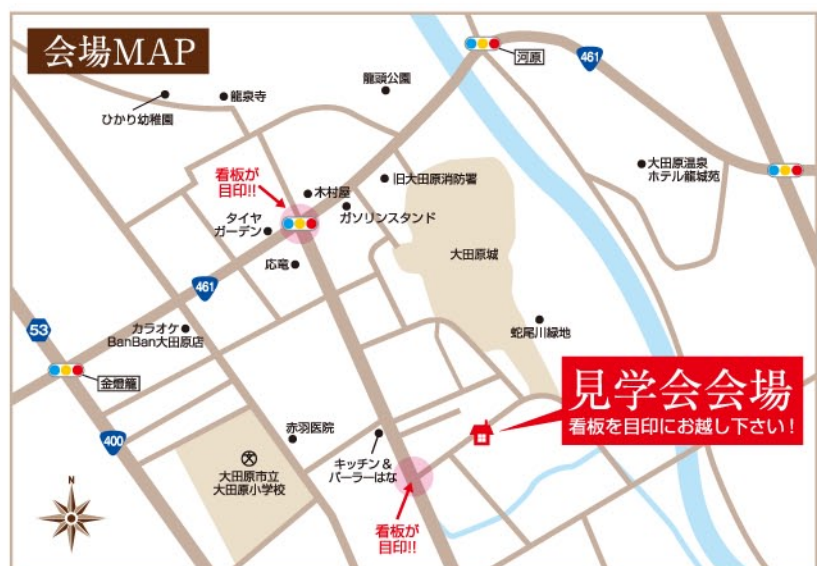 会場MAP
河原
461
龍頭公園
龍泉寺
ひかり幼稚園
大田原温泉
ホテル龍城苑
看板が
目印!!
木村屋
旧大田原消防署
タイヤ
ガーデン
ガソリンスタンド
大田原城
応竜
461
53
カラオケ
BanBan大田原店
蛇尾川緑地
金燈籠
見学会会場
看板を目印にお越し下さい!
400
赤羽医院
キッチン&
パーラーはな
文
大田原市立
大田原小学校
N
看板が
目印!!